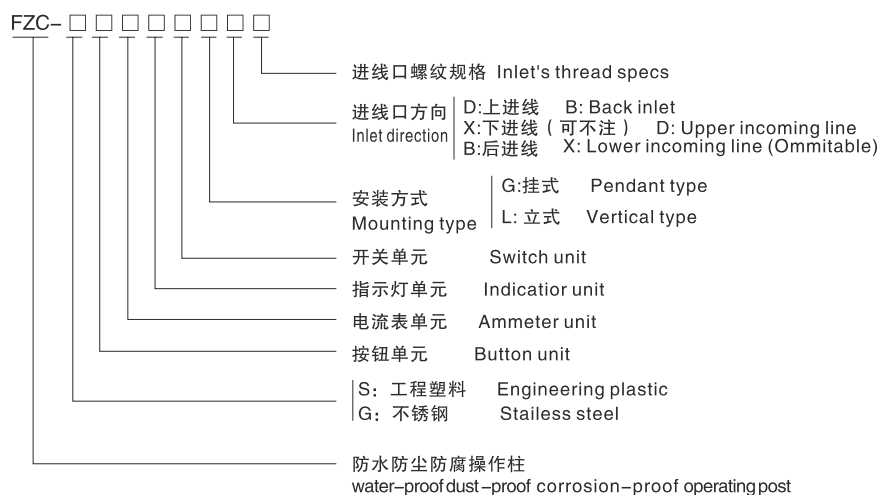 FZC-□□□□□□□□
进线口螺纹规格 Inlet's thread specs
进线口方向 D:上进线 B: Back inlet
Inlet direction X:下进线（可不注） D: Upper incoming line
B:后进线 X: Lower incoming line (Ommitable)
安装方式 G:挂式 Pendant type
Mounting type L: 立式 Vertical type
开关单元 Switch unit
指示灯单元 Indicatior unit
电流表单元 Ammeter unit
按钮单元 Button unit
S: 工程塑料 Engineering plastic
G: 不锈钢 Stailess steel
防水防尘防腐操作柱
water-proof dust-proof corrosion-proof operating post